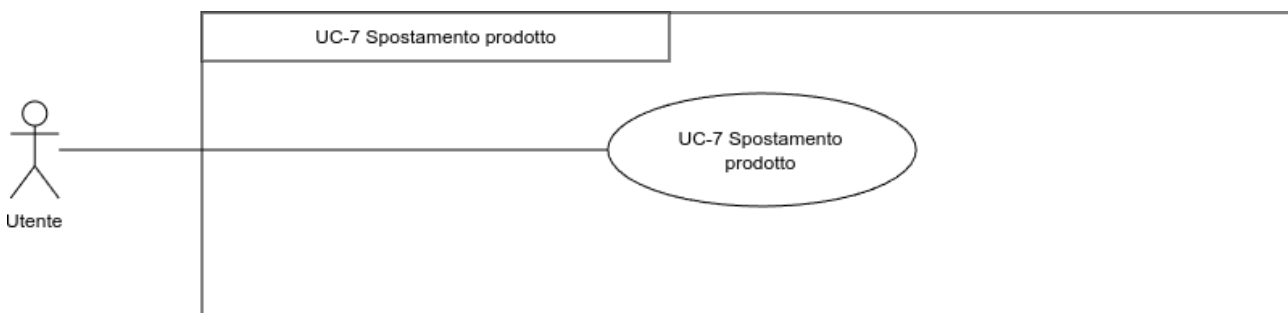 UC-7 Spostamento prodotto
UC-7 Spostamento
prodotto
Utente